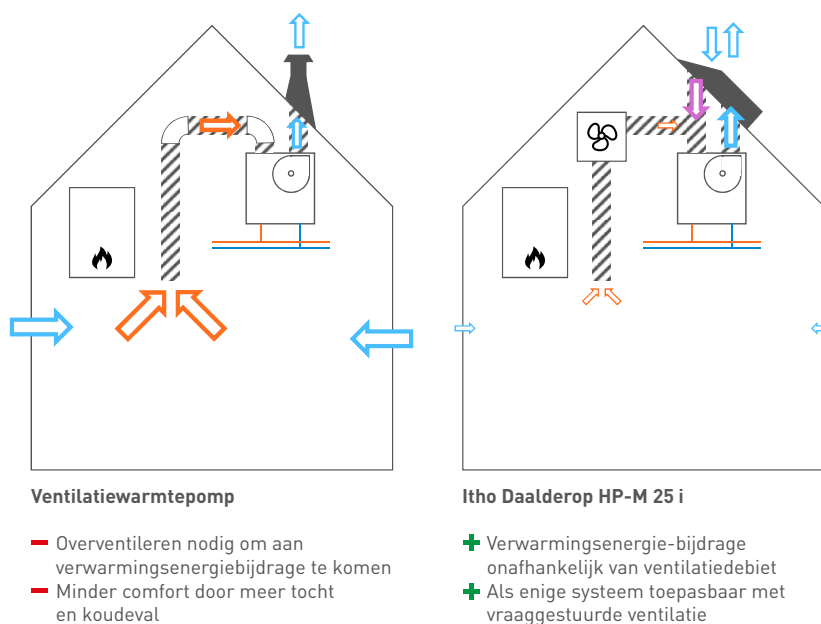 Ventilatiewarmtepomp
Overventileren nodig om aan
verwarmingsenergiebijdrage te komen
Minder comfort door meer tocht
en koudeval
Itho Daalderop HP-M 25 i
Verwarmingsenergie-bijdrage
onafhankelijk van ventilatiedebiet
Als enige systeem toepasbaar met
vraaggestuurde ventilatie